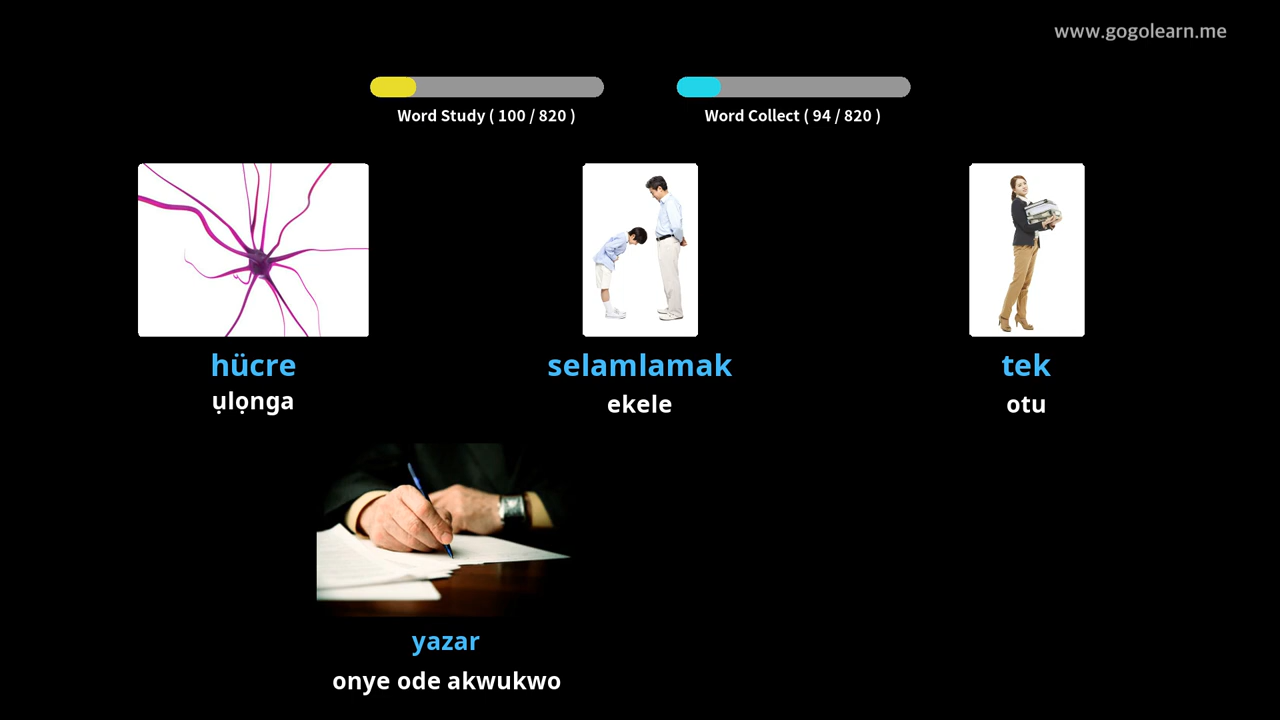 www.gogolearn.me
Word Study ( 100 / 820 )
Word Collect ( 94 / 820 )
hücre
ụlọnga
selamlamak
ekele
tek
otu
yazar
onye ode akwukwo